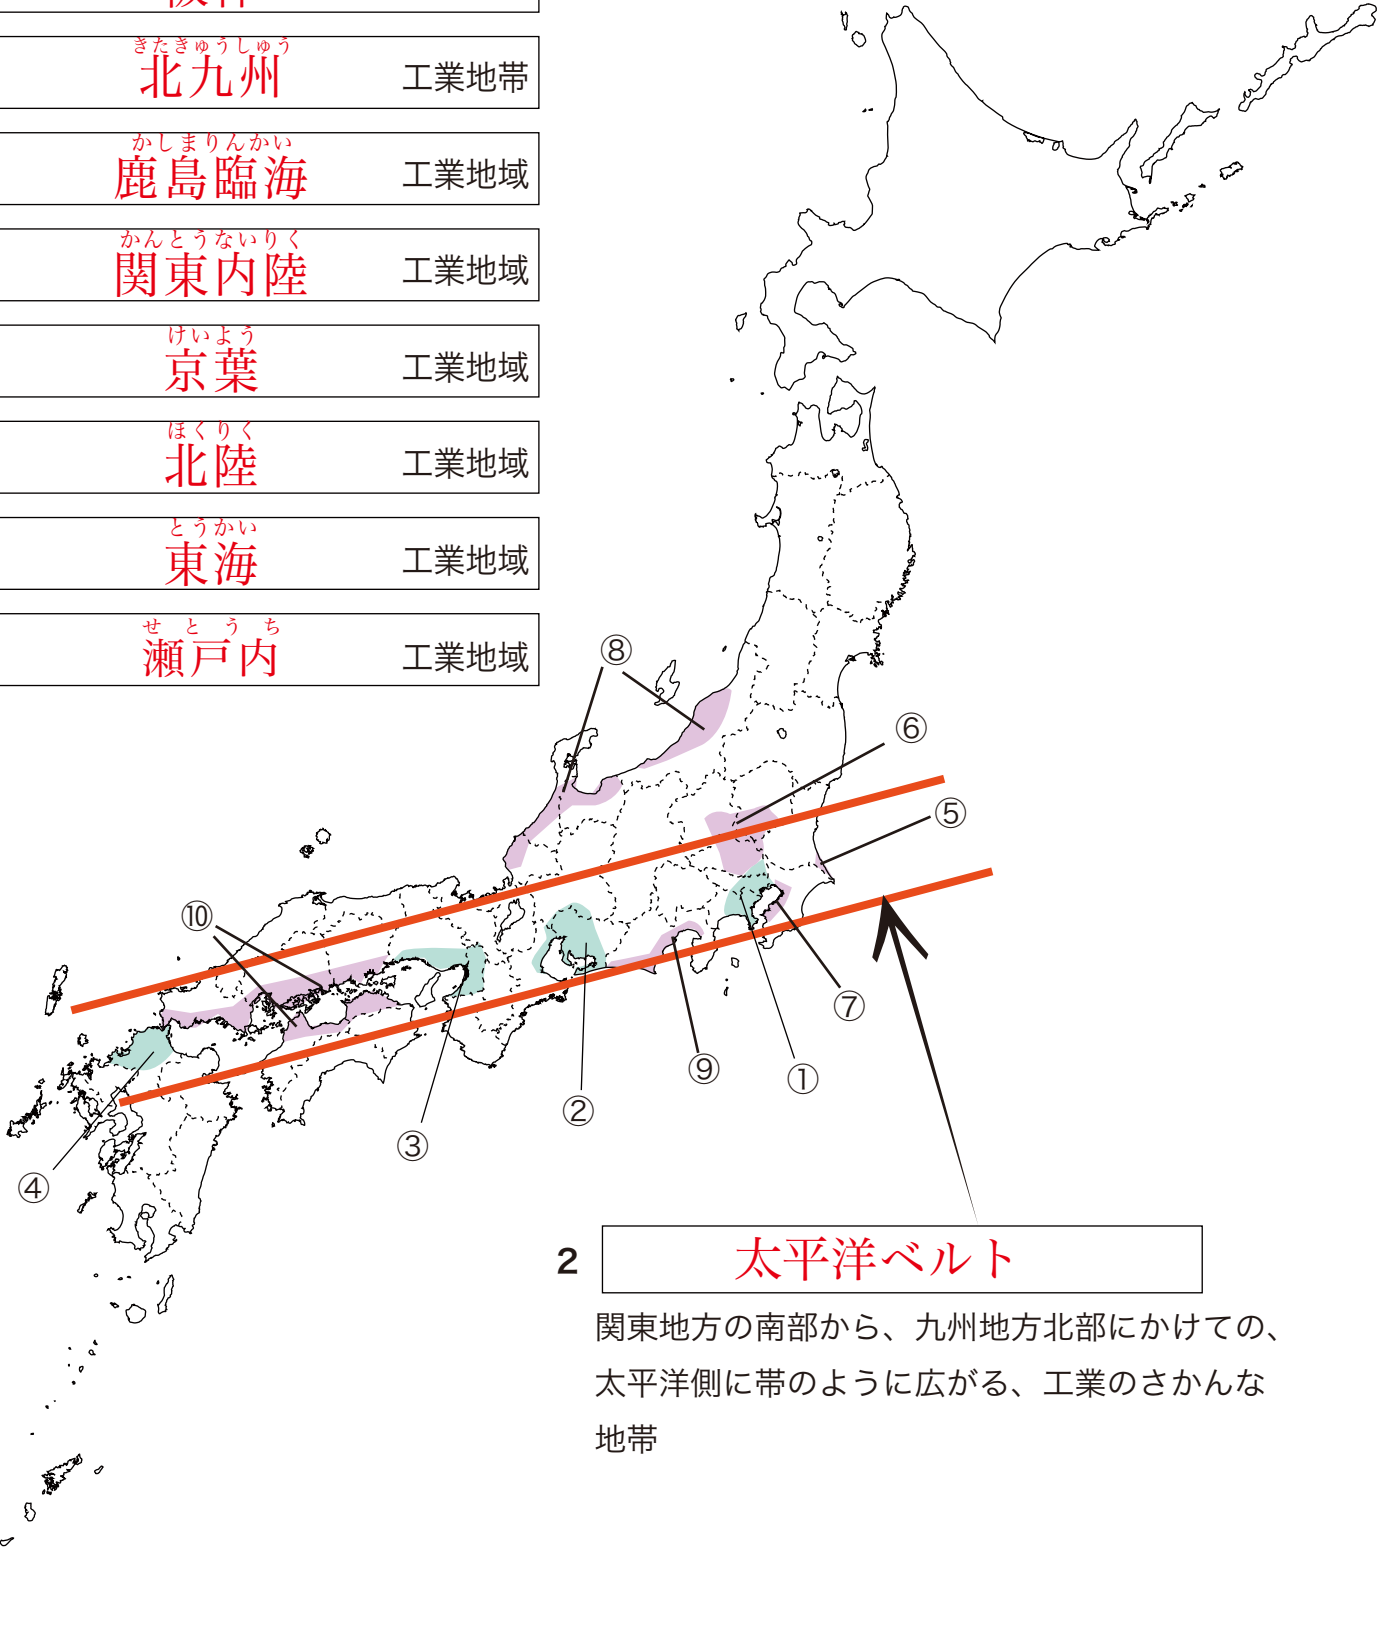 きたきゅうしゅう
北九州 工業地帯
かしまりんかい
鹿島臨海 工業地域
かんとうないりく
関東内陸 工業地域
けいよう
京葉 工業地域
ほくりく
北陸 工業地域
とうかい
東海 工業地域
せとうち
瀬戸内 工業地域
⑧
⑥
⑤
⑩
⑦
⑨
①
②
③
④
2 太平洋ベルト
関東地方の南部から、九州地方北部にかけての、
太平洋側に帯のように広がる、工業のさかんな
地帯